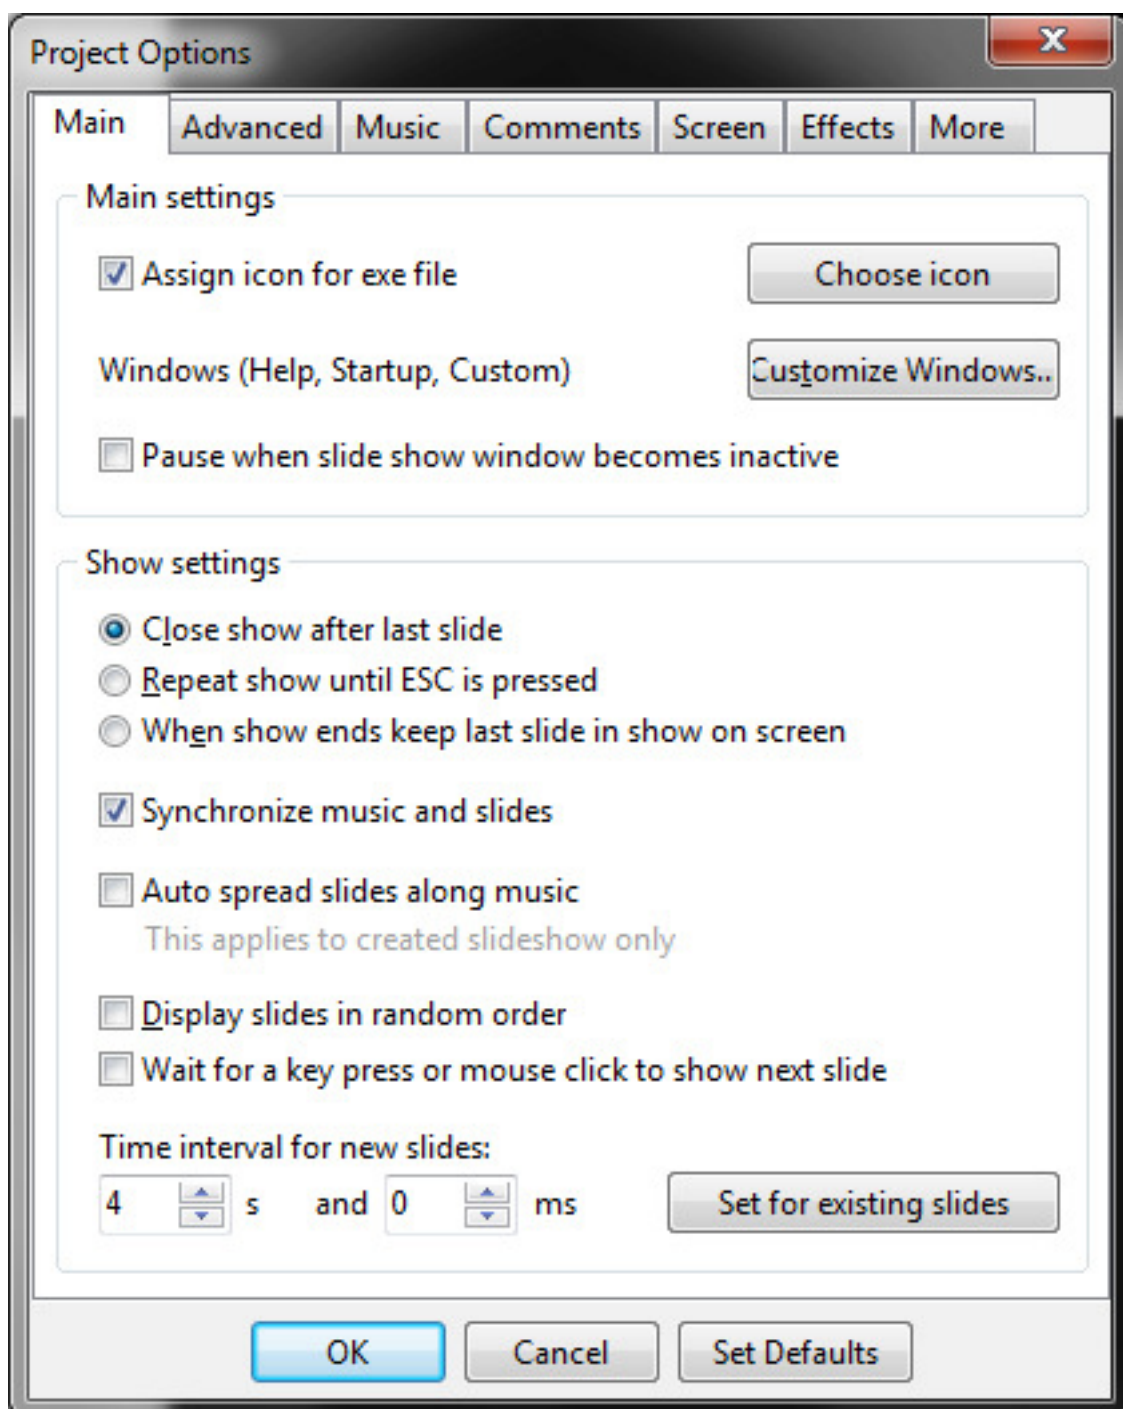 Project Options
Main Advanced Music Comments Screen Effects More
Main settings
Assign icon for exe file Choose icon
Windows (Help, Startup, Custom) Customize Windows..
Pause when slide show window becomes inactive
Show settings
Close show after last slide
Repeat show until ESC is pressed
When show ends keep last slide in show on screen
Synchronize music and slides
Auto spread slides along music
This applies to created slideshow only
Display slides in random order
Wait for a key press or mouse click to show next slide
Time interval for new slides:
4 s and 0 ms Set for existing slides
OK Cancel Set Defaults